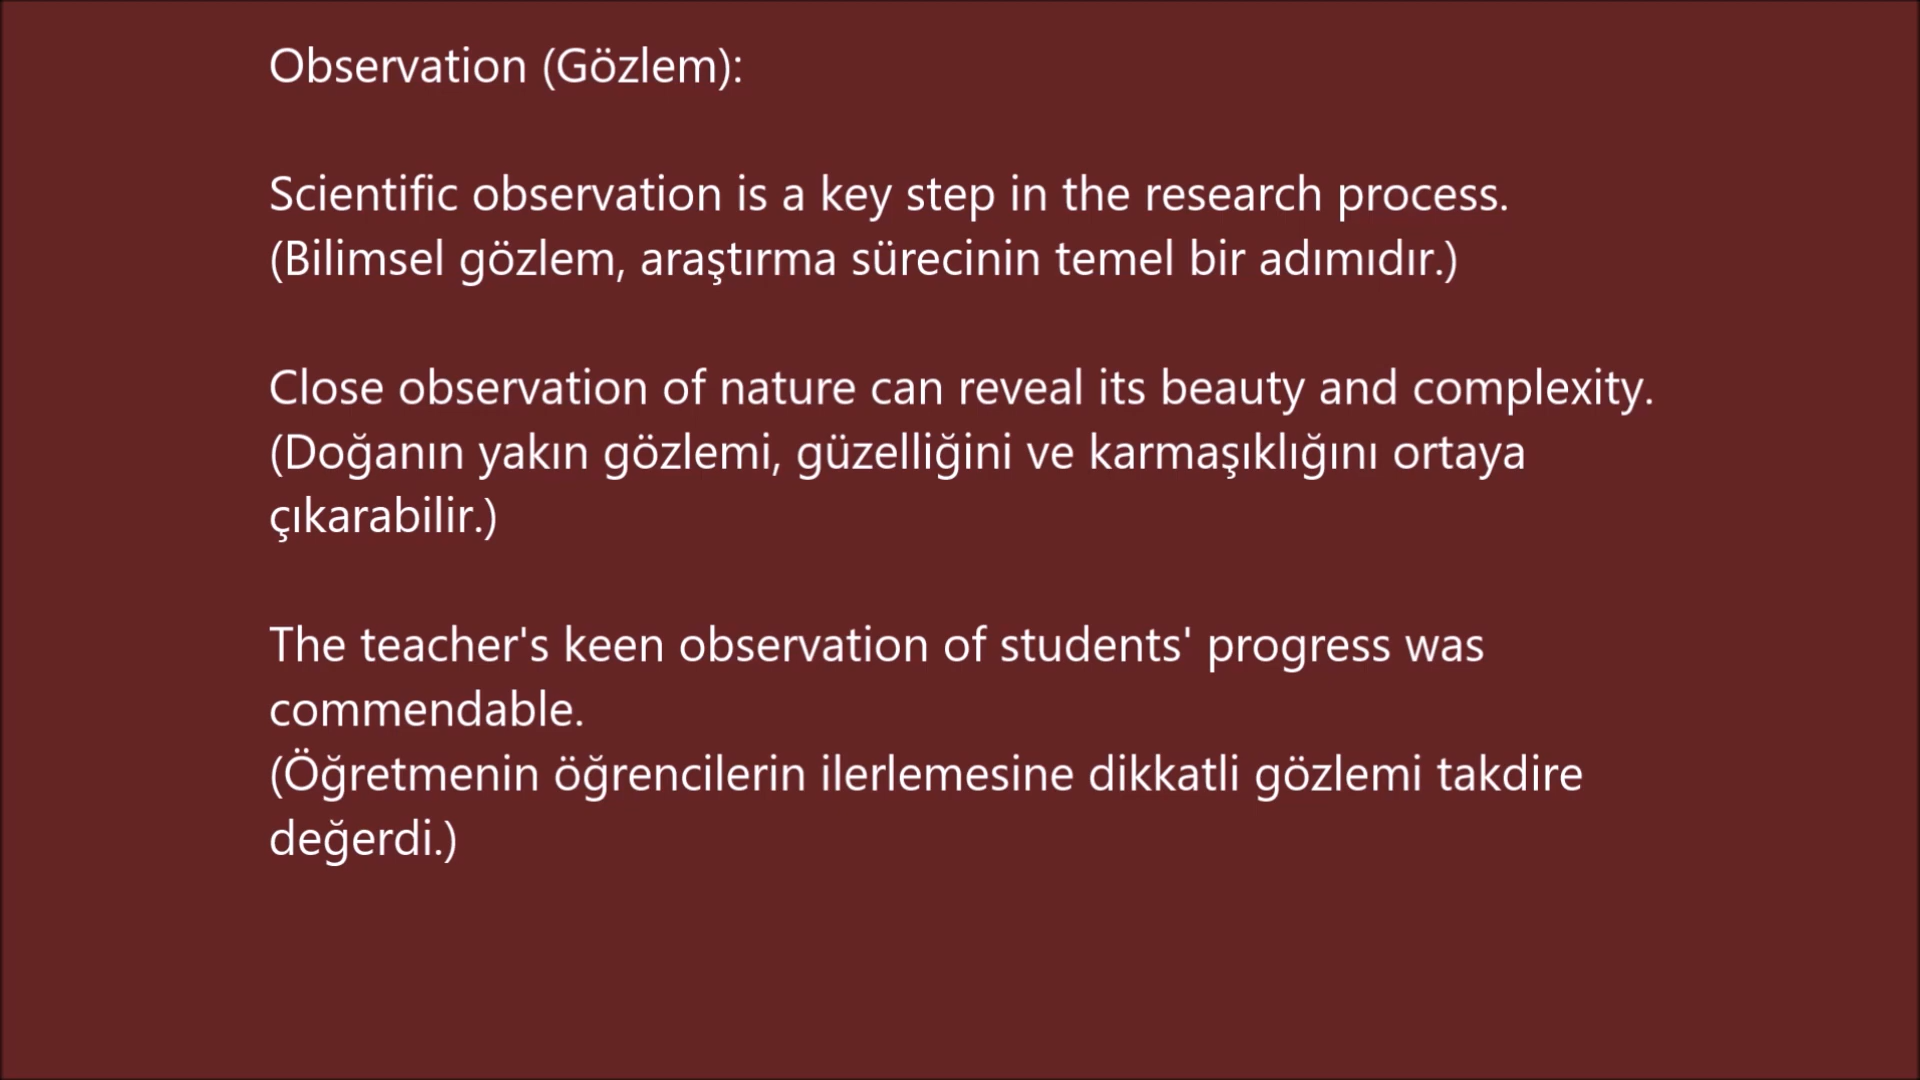 Observation (Gözlem):
Scientific observation is a key step in the research process.
(Bilimsel gözlem, araştırma sürecinin temel bir adımıdır.)
Close observation of nature can reveal its beauty and complexity.
(Doğanın yakın gözlemi, güzelliğini ve karmaşıklığını ortaya
çıkarabilir.)
The teacher's keen observation of students' progress was
commendable.
(Öğretmenin öğrencilerin ilerlemesine dikkatli gözlemi takdire
değerdi.)